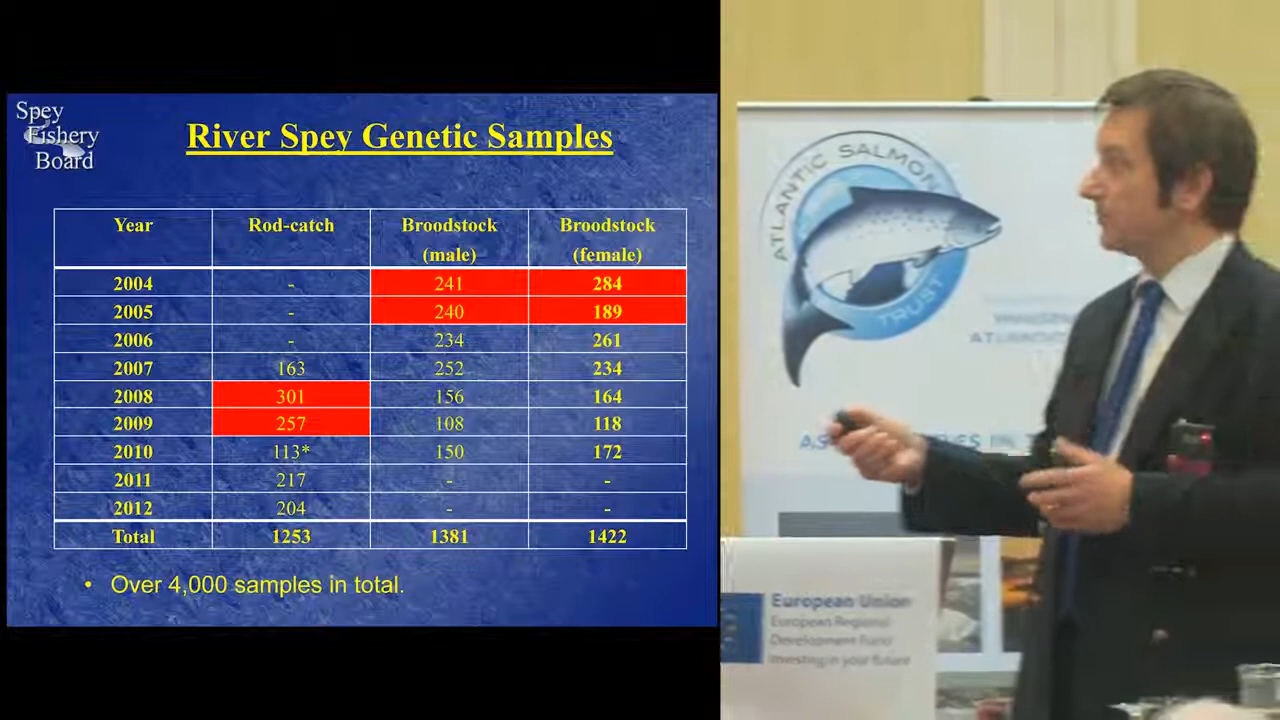 Spey
Fishery
Board
River Spey Genetic Samples
Year Rod-catch Broodstock (male) Broodstock (female)
2004 - 241 284
2005 - 240 189
2006 - 234 261
2007 163 252 234
2008 301 156 164
2009 257 108 118
2010 113* 150 172
2011 217 - -
2012 204 - -
Total 1253 1381 1422
• Over 4,000 samples in total.
ATLANTIC SALMON
TRUST
European Union
European Regional
Development Fund
Investing in your future